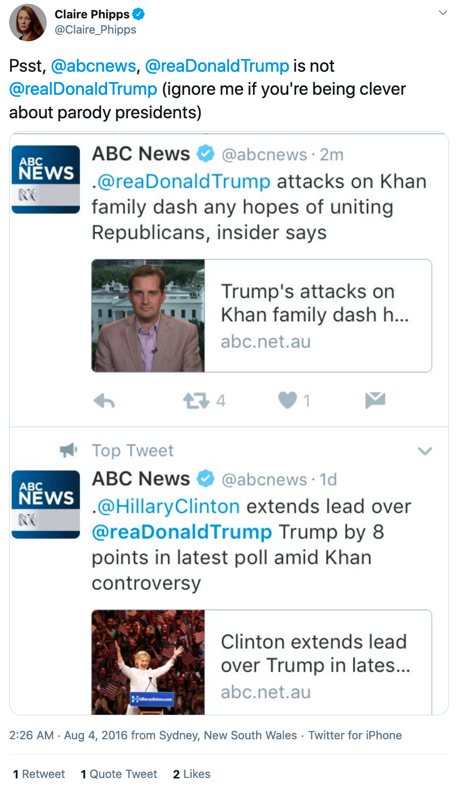 Claire Phipps
@Claire_Phipps
Psst, @abcnews, @reaDonaldTrump is not
@realDonaldTrump (ignore me if you're being clever
about parody presidents)
ABC
NEWS
ABC News @abcnews · 2m
.@reaDonaldTrump attacks on Khan
family dash any hopes of uniting
Republicans, insider says
Trump's attacks on
Khan family dash h...
abc.net.au
4
1
Top Tweet
ABC
NEWS
ABC News @abcnews · 1d
.@HillaryClinton extends lead over
@reaDonaldTrump Trump by 8
points in latest poll amid Khan
controversy
Clinton extends lead
over Trump in lates...
abc.net.au
Hillaryclinton.com
2:26 AM · Aug 4, 2016 from Sydney, New South Wales · Twitter for iPhone
1 Retweet 1 Quote Tweet 2 Likes